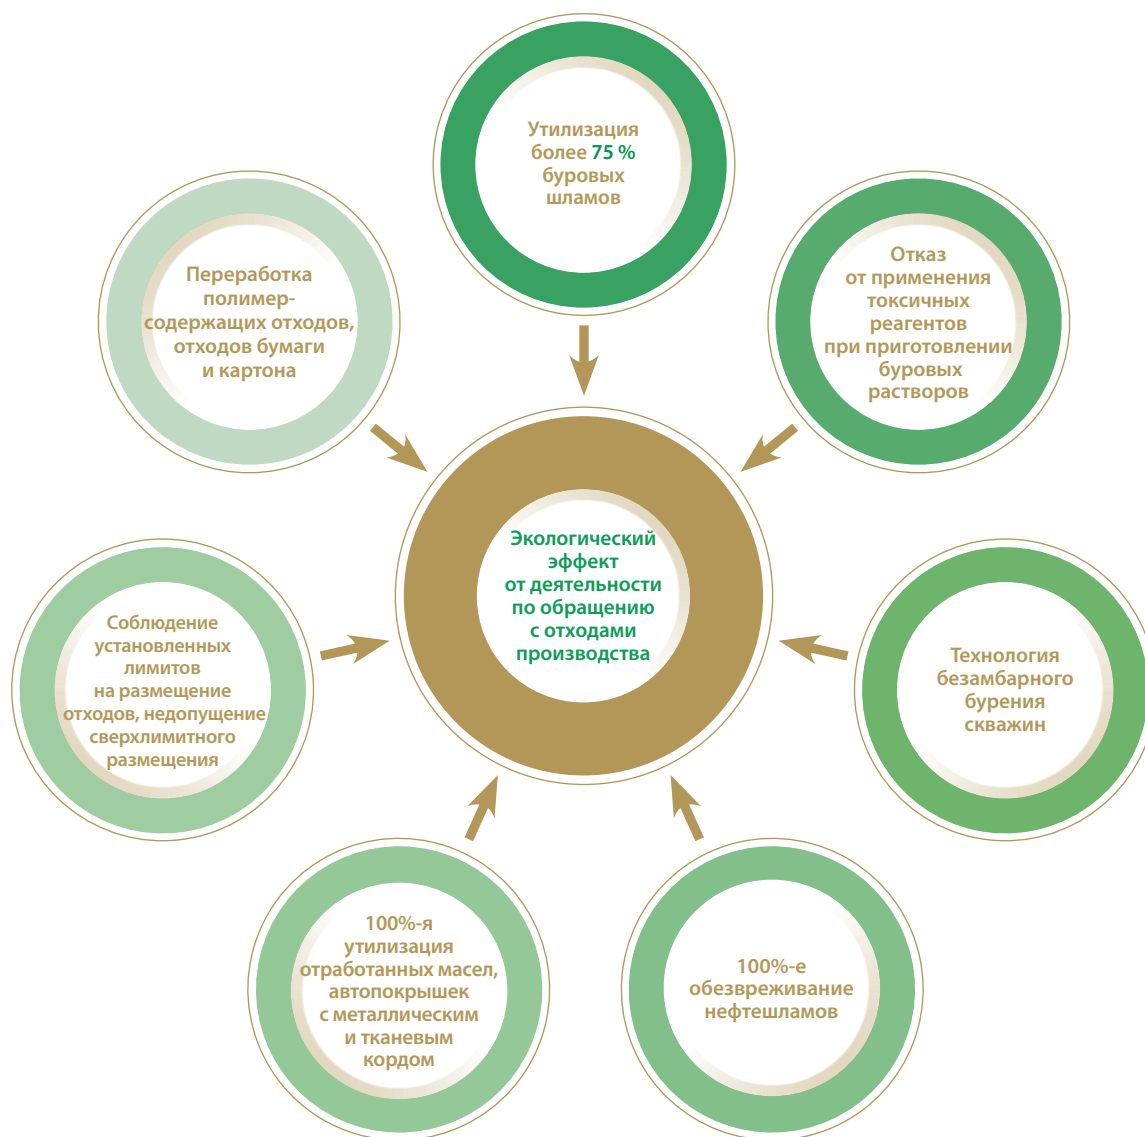 Утилизация
более 75 %
буровых
шламов
Отказ
от применения
токсичных
реагентов
при приготовлении
буровых
растворов
Технология
безамбарного
бурения
скважин
100%-е
обезвреживание
нефтешламов
100%-я
утилизация
отработанных масел,
автопокрышек
с металлическим
и тканевым
кордом
Соблюдение
установленных
лимитов
на размещение
отходов, недопущение
сверхлимитного
размещения
Переработка
полимер-
содержащих отходов,
отходов бумаги
и картона
Экологический
эффект
от деятельности
по обращению
с отходами
производства